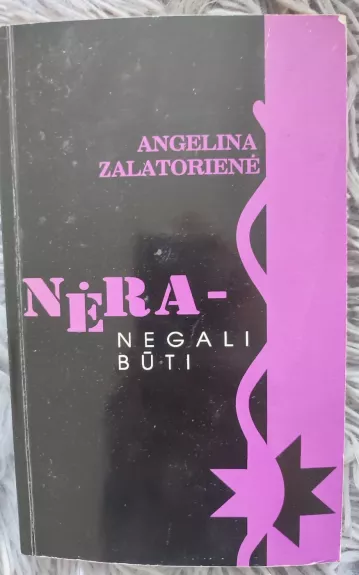 ANGELINA
ZALATORIENĖ
NĖRA-
NEGALI
BŪTI